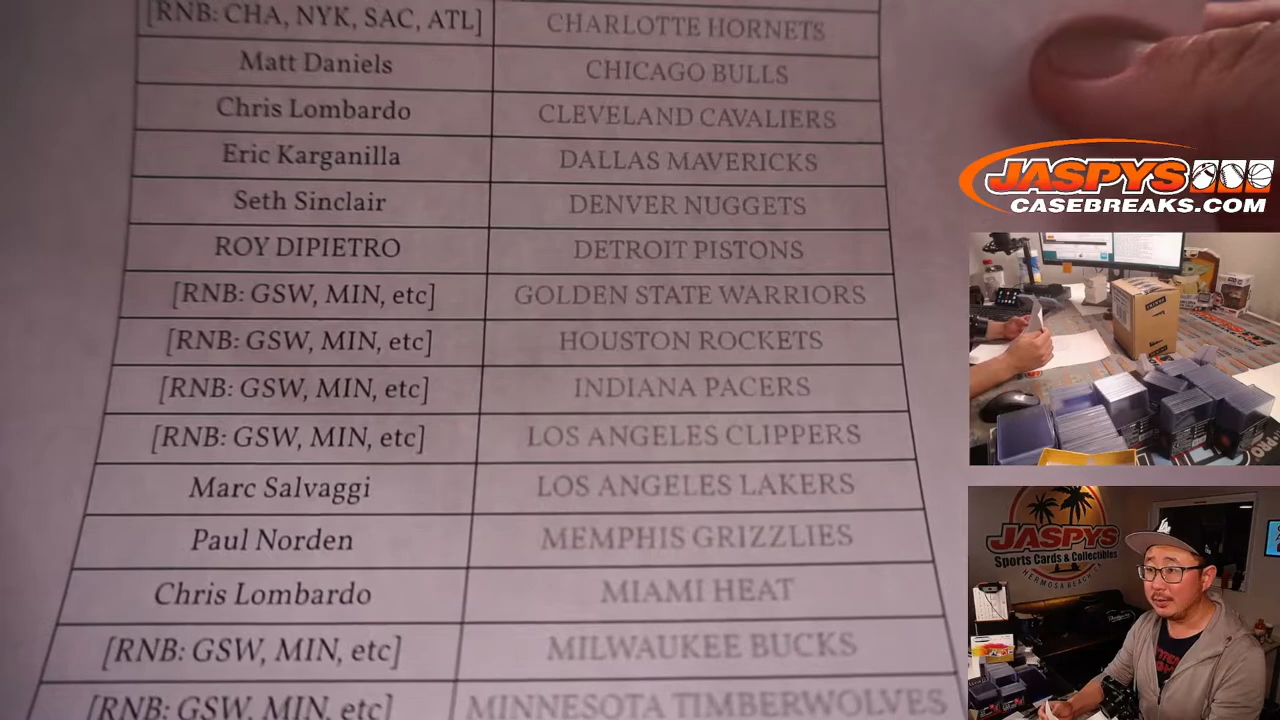 [RNB: CHA, NYK, SAC, ATL] CHARLOTTE HORNETS
Matt Daniels CHICAGO BULLS
Chris Lombardo CLEVELAND CAVALIERS
Eric Karganilla DALLAS MAVERICKS
Seth Sinclair DENVER NUGGETS
ROY DIPIETRO DETROIT PISTONS
[RNB: GSW, MIN, etc] GOLDEN STATE WARRIORS
[RNB: GSW, MIN, etc] HOUSTON ROCKETS
[RNB: GSW, MIN, etc] INDIANA PACERS
[RNB: GSW, MIN, etc] LOS ANGELES CLIPPERS
Marc Salvaggi LOS ANGELES LAKERS
Paul Norden MEMPHIS GRIZZLIES
Chris Lombardo MIAMI HEAT
[RNB: GSW, MIN, etc] MILWAUKEE BUCKS
[RNB: GSW, MIN, etc] MINNESOTA TIMBERWOLVES
JASPYS
CASEBREAKS.COM
JASPYS
Sports Cards & Collectibles
HERMOSA BEACH CA